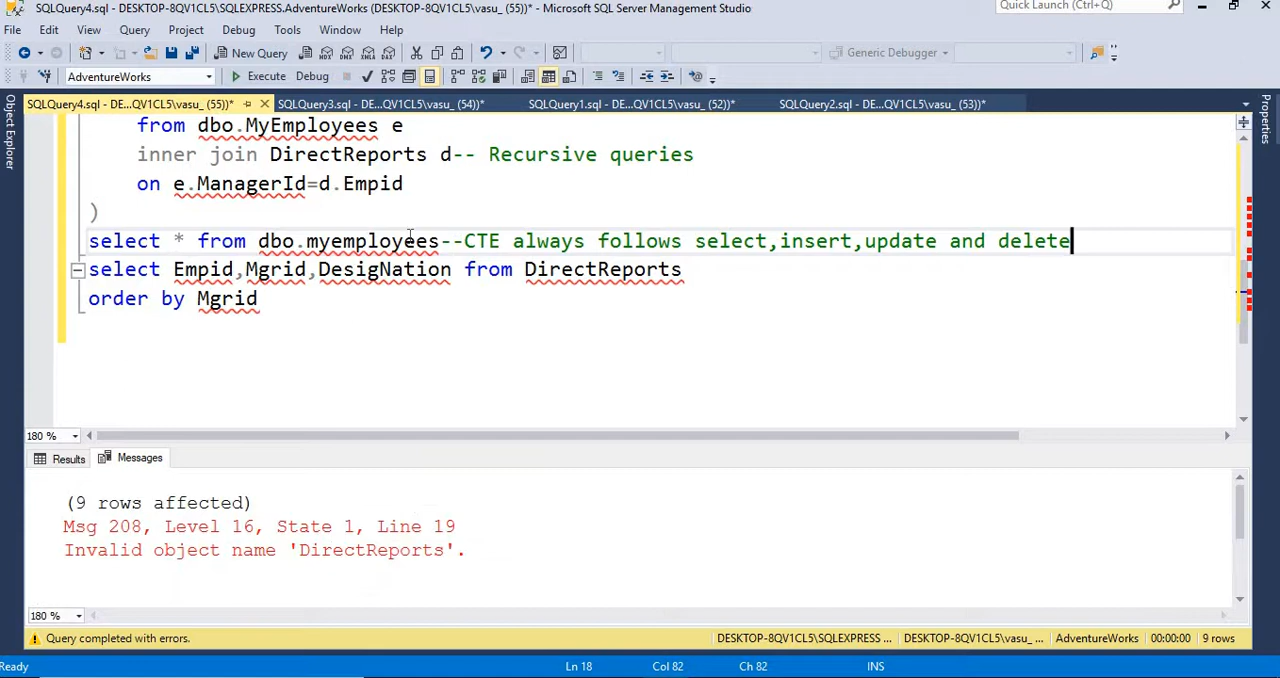 SQLQuery4.sql - DESKTOP-8QV1CL5\SQLEXPRESS.AdventureWorks (DESKTOP-8QV1CL5\vasu_ (55))* - Microsoft SQL Server Management Studio
Quick Launch (Ctrl+Q)
File Edit View Query Project Debug Tools Window Help
New Query
Generic Debugger
AdventureWorks
Execute Debug
SQLQuery4.sql - DE...QV1CL5\vasu_ (55))* SQLQuery3.sql - DE...QV1CL5\vasu_ (54))* SQLQuery1.sql - DE...QV1CL5\vasu_ (52))* SQLQuery2.sql - DE...QV1CL5\vasu_ (53))*
Object Explorer
Properties
from dbo.MyEmployees e
inner join DirectReports d-- Recursive queries
on e.ManagerId=d.Empid
)
select * from dbo.myemployees--CTE always follows select,insert,update and delete
select Empid,Mgrid,DesigNation from DirectReports
order by Mgrid
180 %
Results Messages
(9 rows affected)
Msg 208, Level 16, State 1, Line 19
Invalid object name 'DirectReports'.
180 %
Query completed with errors. DESKTOP-8QV1CL5\SQLEXPRESS ... DESKTOP-8QV1CL5\vasu_ ... AdventureWorks 00:00:00 9 rows
Ready Ln 18 Col 82 Ch 82 INS